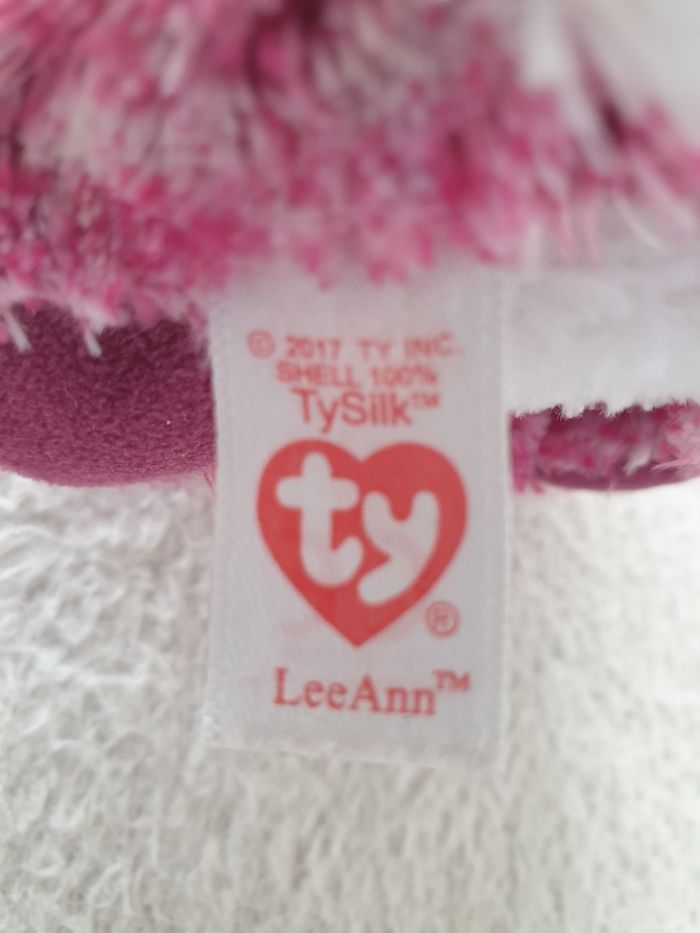 © 2017 TY INC.
SHELL 100%
TySilk™
ty
®
LeeAnn™